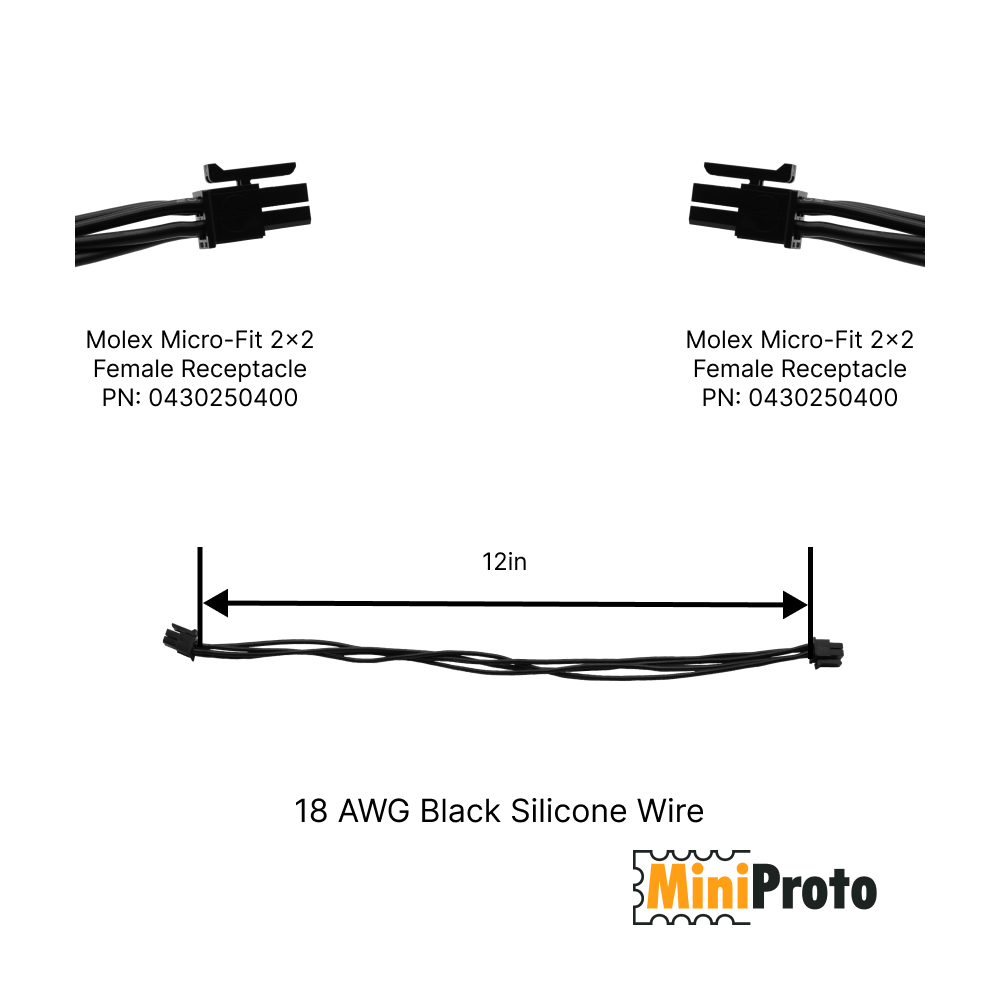 Molex Micro-Fit 2×2
Female Receptacle
PN: 0430250400
Molex Micro-Fit 2×2
Female Receptacle
PN: 0430250400
12in
18 AWG Black Silicone Wire
MiniProto